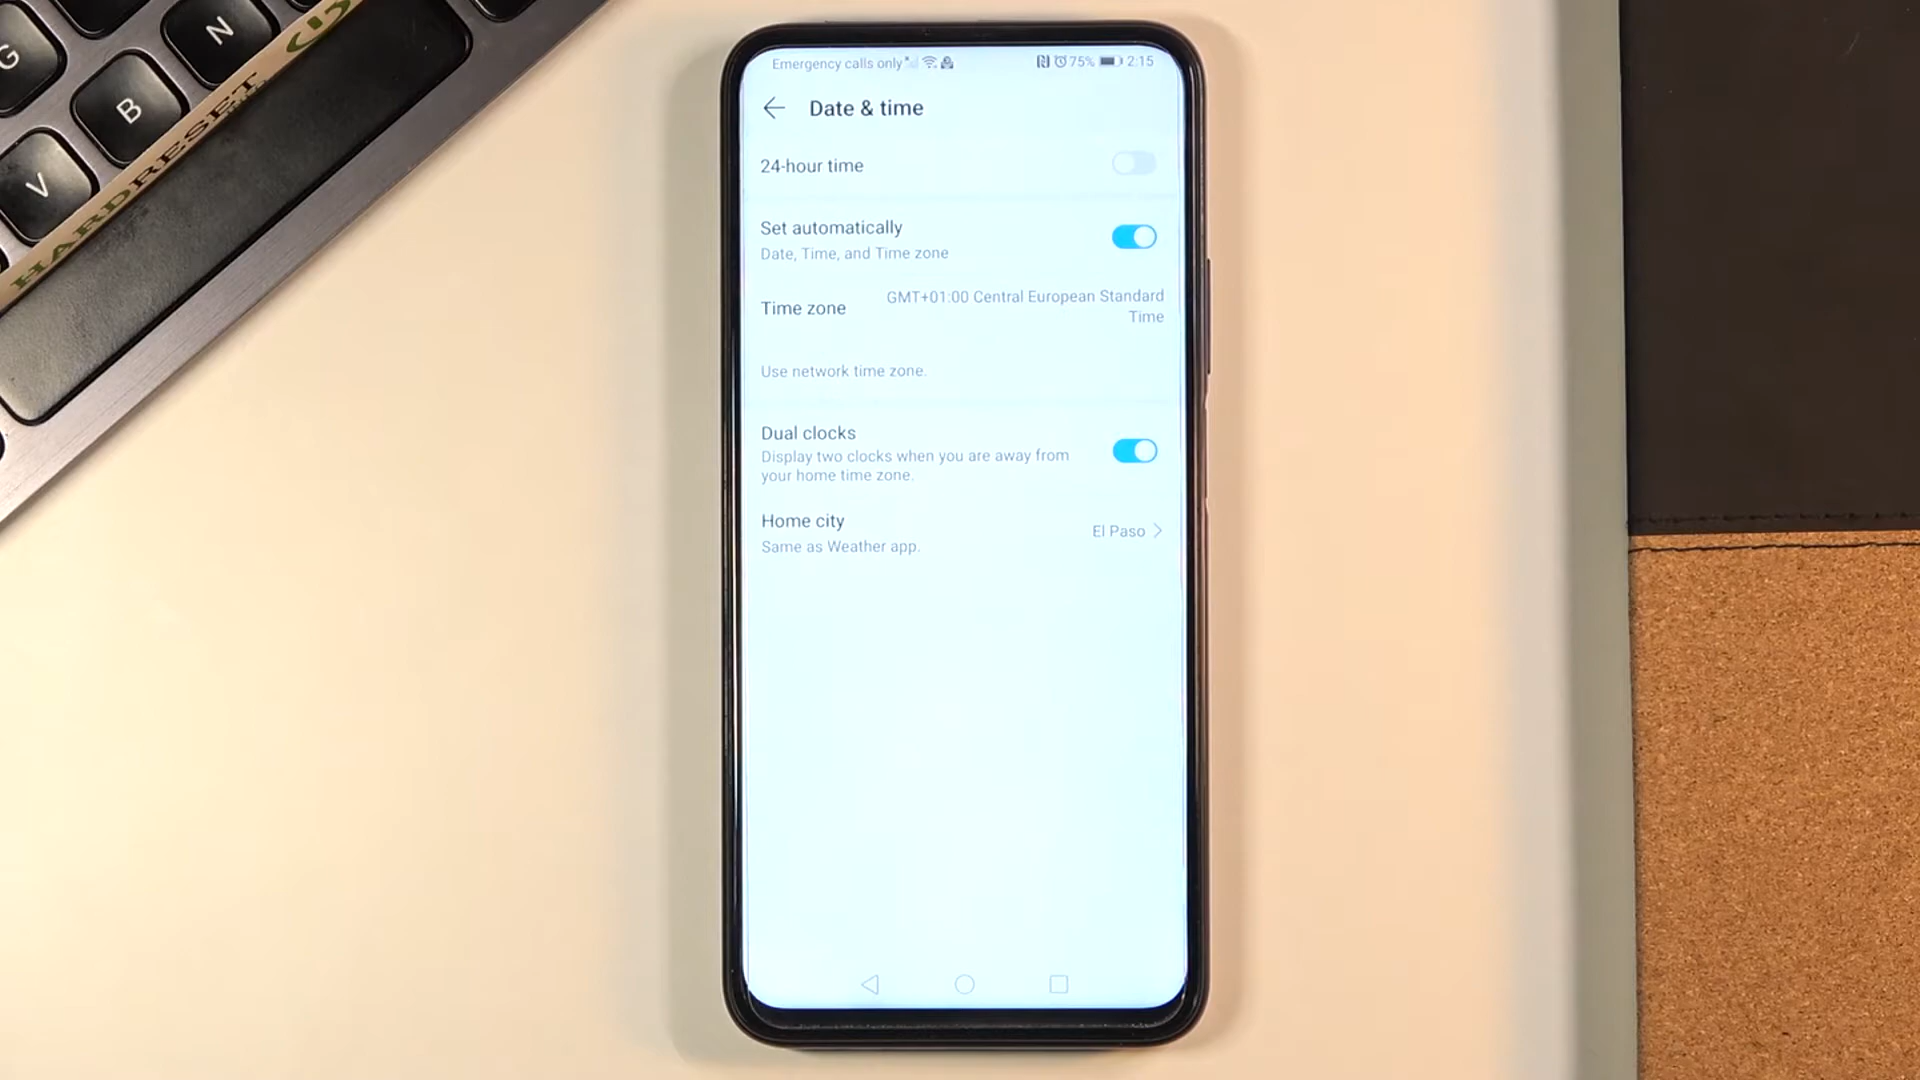 G
N
B
V
HARDRESET
Emergency calls only
75%
2:15
Date & time
24-hour time
Set automatically
Date, Time, and Time zone
Time zone
GMT+01:00 Central European Standard
Time
Use network time zone.
Dual clocks
Display two clocks when you are away from
your home time zone.
Home city
El Paso
Same as Weather app.